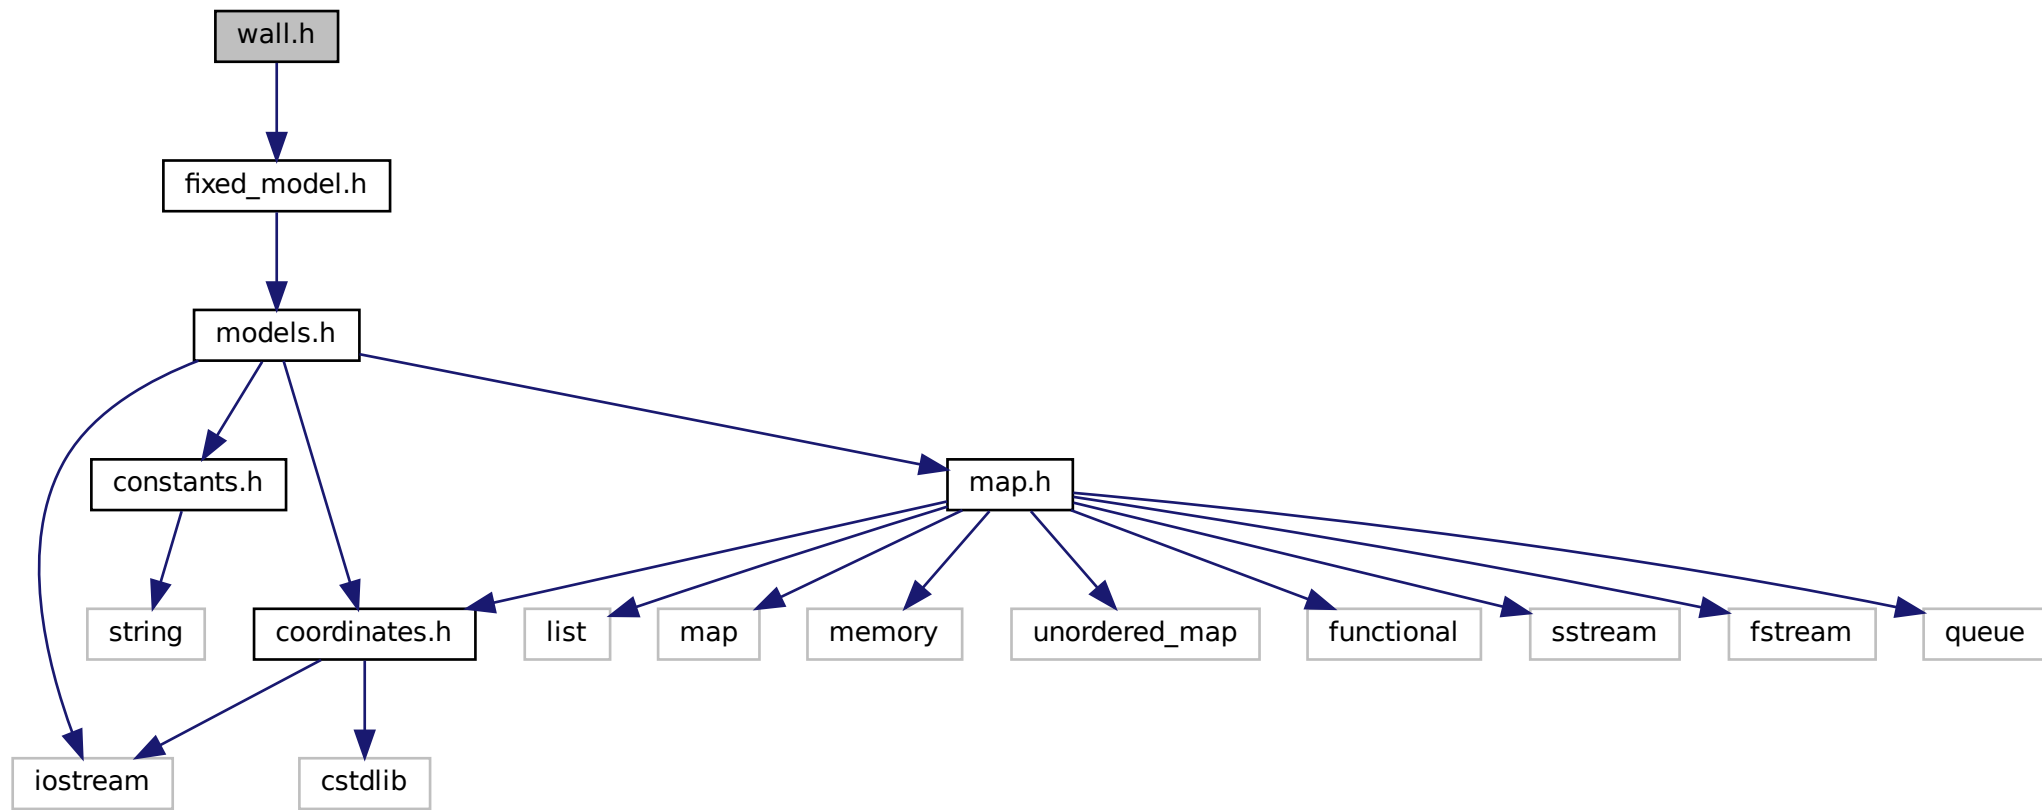 wall.h
fixed_model.h
models.h
constants.h
map.h
string
coordinates.h
list
map
memory
unordered_map
functional
sstream
fstream
queue
iostream
cstdlib